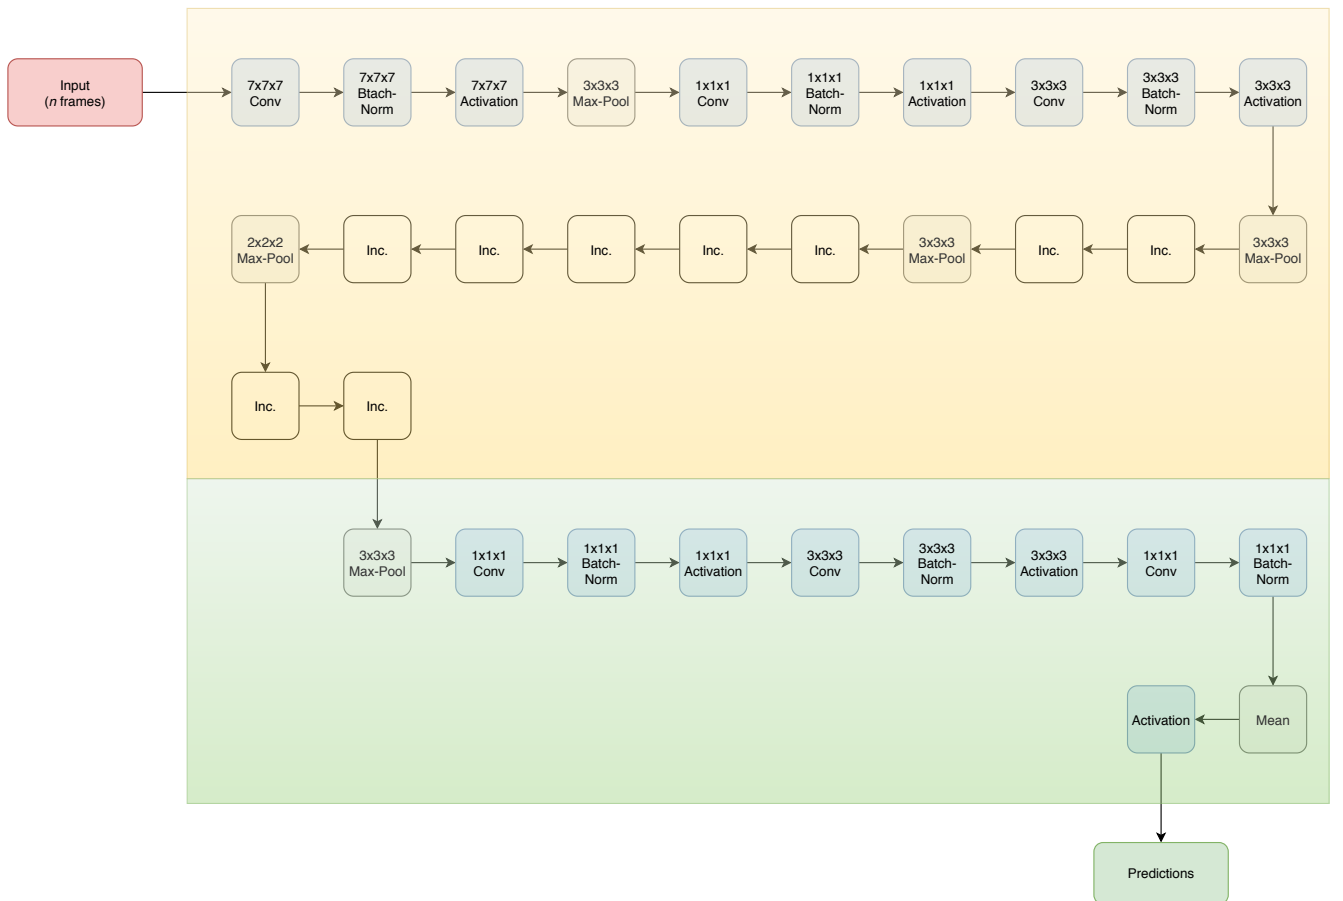 Input
(n frames)
7x7x7
Conv
7x7x7
Btach-
Norm
7x7x7
Activation
3x3x3
Max-Pool
1x1x1
Conv
1x1x1
Batch-
Norm
1x1x1
Activation
3x3x3
Conv
3x3x3
Batch-
Norm
3x3x3
Activation
3x3x3
Max-Pool
Inc.
Inc.
3x3x3
Max-Pool
Inc.
Inc.
Inc.
Inc.
Inc.
2x2x2
Max-Pool
Inc.
Inc.
3x3x3
Max-Pool
1x1x1
Conv
1x1x1
Batch-
Norm
1x1x1
Activation
3x3x3
Conv
3x3x3
Batch-
Norm
3x3x3
Activation
1x1x1
Conv
1x1x1
Batch-
Norm
Mean
Activation
Predictions